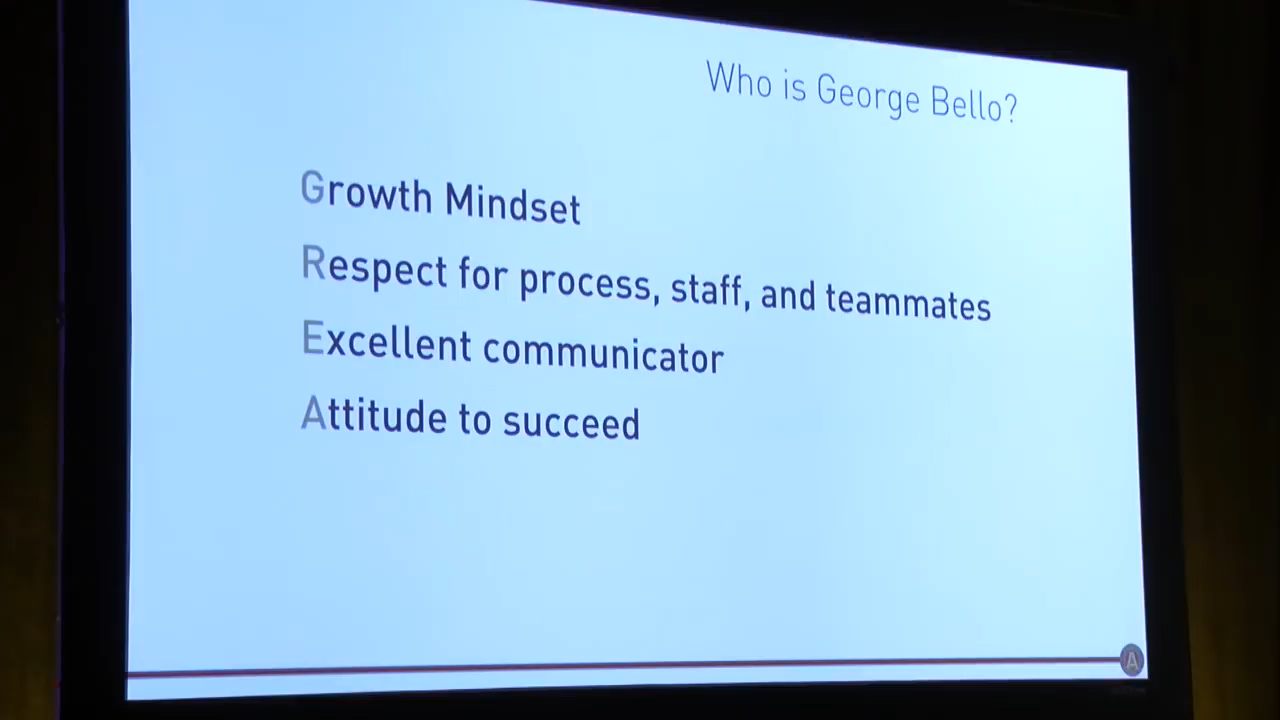 Who is George Bello?
Growth Mindset
Respect for process, staff, and teammates
Excellent communicator
Attitude to succeed
A